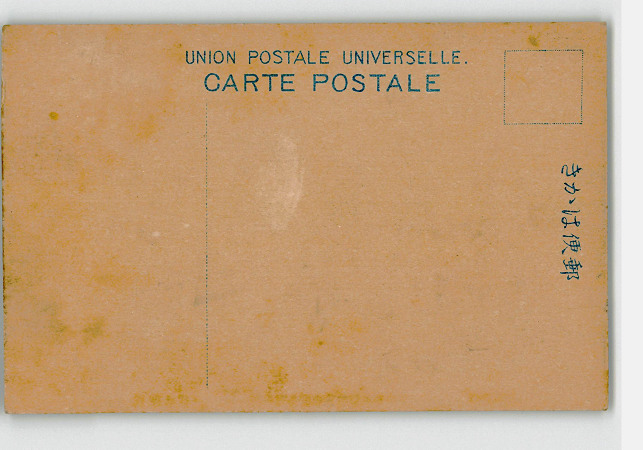 UNION POSTALE UNIVERSELLE.
CARTE POSTALE
郵便はがき